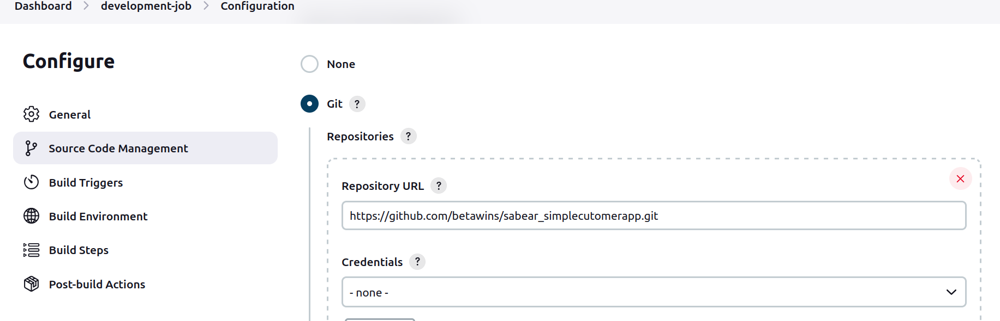 Dashboard > development-job > Configuration
Configure
General
Source Code Management
Build Triggers
Build Environment
Build Steps
Post-build Actions
None
Git ?
Repositories ?
Repository URL ?
https://github.com/betawins/sabear_simplecutomerapp.git
Credentials ?
- none -